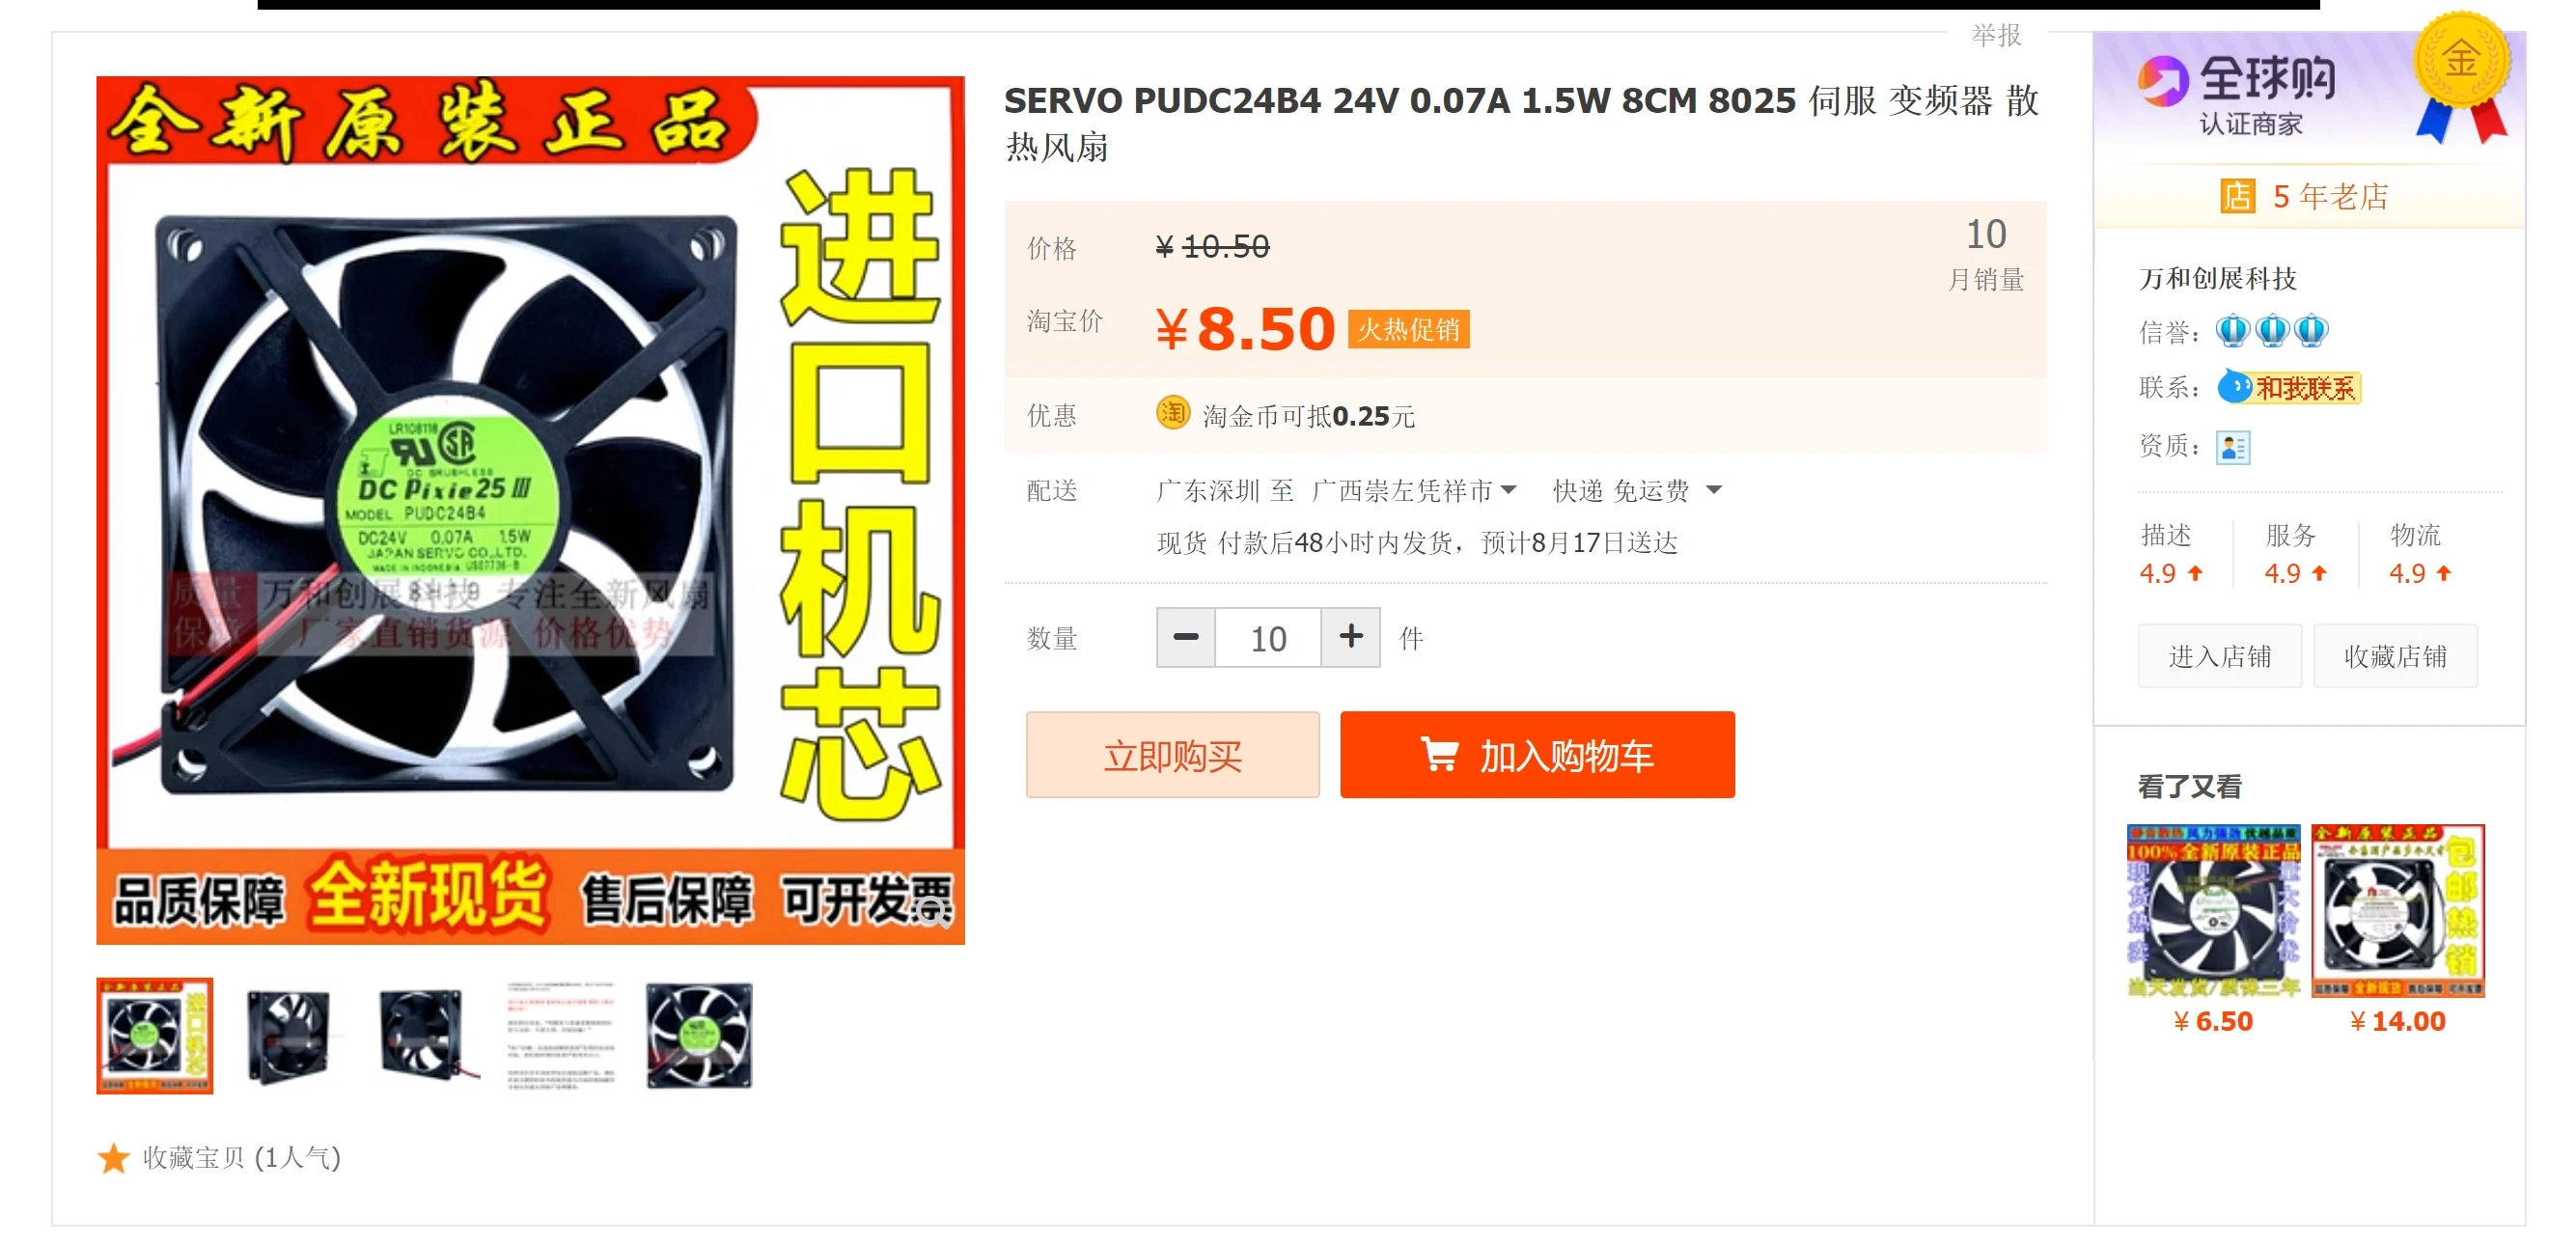 举报
全新原装正品
进口机芯
LR108118
DC BRUSHLESS
DC Pixie25 III
MODEL PUDC24B4
DC24V 0.07A 1.5W
JAPAN SERVO CO.,LTD.
MADE IN INDONESIA US07736-B
质量保障
万和创展科技 专注全新风扇
厂家直销货源 价格优势
品质保障 全新现货 售后保障 可开发票
收藏宝贝 (1人气)
SERVO PUDC24B4 24V 0.07A 1.5W 8CM 8025 伺服 变频器 散
热风扇
价格 ¥ 10.50
10
月销量
淘宝价 ¥8.50 火热促销
优惠 淘 淘金币可抵0.25元
配送 广东深圳 至 广西崇左凭祥市 快递 免运费
现货 付款后48小时内发货，预计8月17日送达
数量 10 件
立即购买 加入购物车
全球购
认证商家
金
店 5 年老店
万和创展科技
信誉：
联系： 和我联系
资质：
描述 服务 物流
4.9 4.9 4.9
进入店铺 收藏店铺
看了又看
100%全新原装正品
全新原装正品
包邮热销
当天发货/质保三年
¥ 6.50 ¥ 14.00